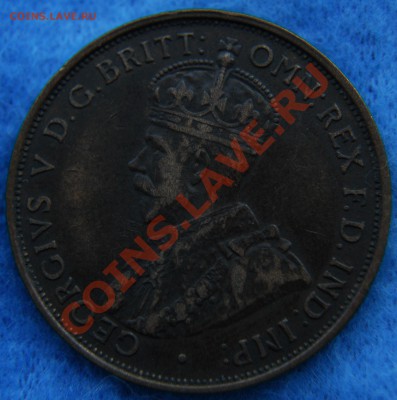 COINS.LAVE.RU
GEORGIVS V D.G.BRITT: OMN: REX F.D.IND:IMP:
COINS.LAVE.RU